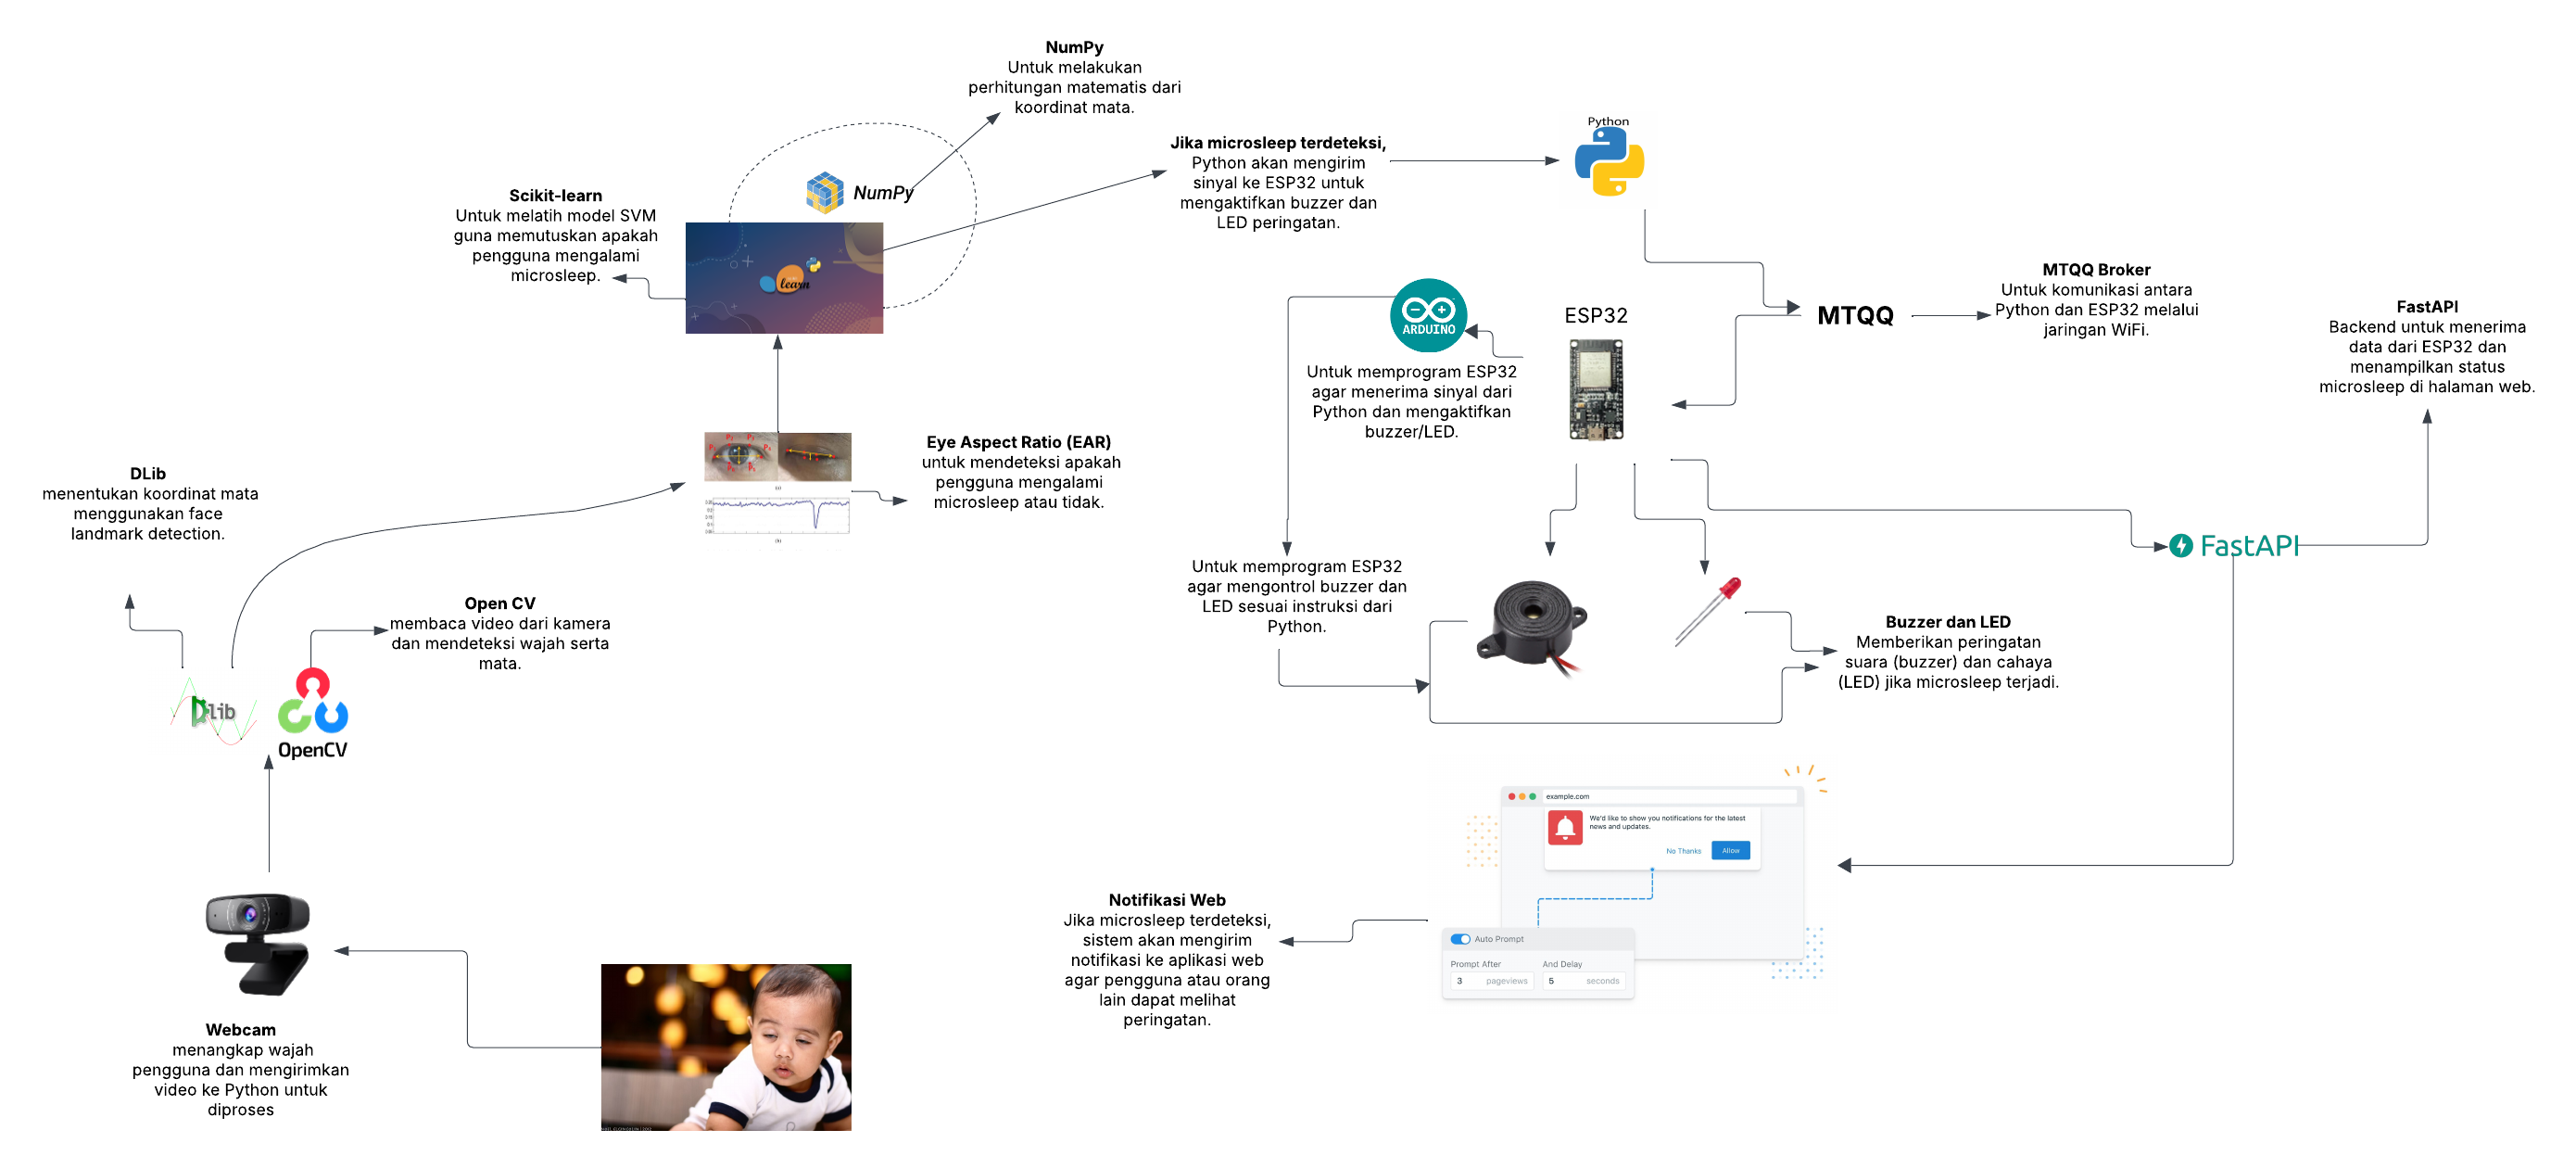 NumPy
Untuk melakukan
perhitungan matematis dari
koordinat mata.
Jika microsleep terdeteksi,
Python akan mengirim
sinyal ke ESP32 untuk
mengaktifkan buzzer dan
LED peringatan.
Python
Scikit-learn
Untuk melatih model SVM
guna memutuskan apakah
pengguna mengalami
microsleep.
NumPy
learn
MTQQ Broker
Untuk komunikasi antara
Python dan ESP32 melalui
jaringan WiFi.
FastAPI
Backend untuk menerima
data dari ESP32 dan
menampilkan status
microsleep di halaman web.
ARDUINO
ESP32
MTQQ
Untuk memprogram ESP32
agar menerima sinyal dari
Python dan mengaktifkan
buzzer/LED.
Eye Aspect Ratio (EAR)
untuk mendeteksi apakah
pengguna mengalami
microsleep atau tidak.
DLib
menentukan koordinat mata
menggunakan face
landmark detection.
FastAPI
Untuk memprogram ESP32
agar mengontrol buzzer dan
LED sesuai instruksi dari
Python.
Open CV
membaca video dari kamera
dan mendeteksi wajah serta
mata.
Buzzer dan LED
Memberikan peringatan
suara (buzzer) dan cahaya
(LED) jika microsleep terjadi.
Dlib
OpenCV
example.com
We'd like to show you notifications for the latest
news and updates.
No Thanks
Allow
Notifikasi Web
Jika microsleep terdeteksi,
sistem akan mengirim
notifikasi ke aplikasi web
agar pengguna atau orang
lain dapat melihat
peringatan.
Auto Prompt
Prompt After
And Delay
3 pageviews
5 seconds
Webcam
menangkap wajah
pengguna dan mengirimkan
video ke Python untuk
diproses